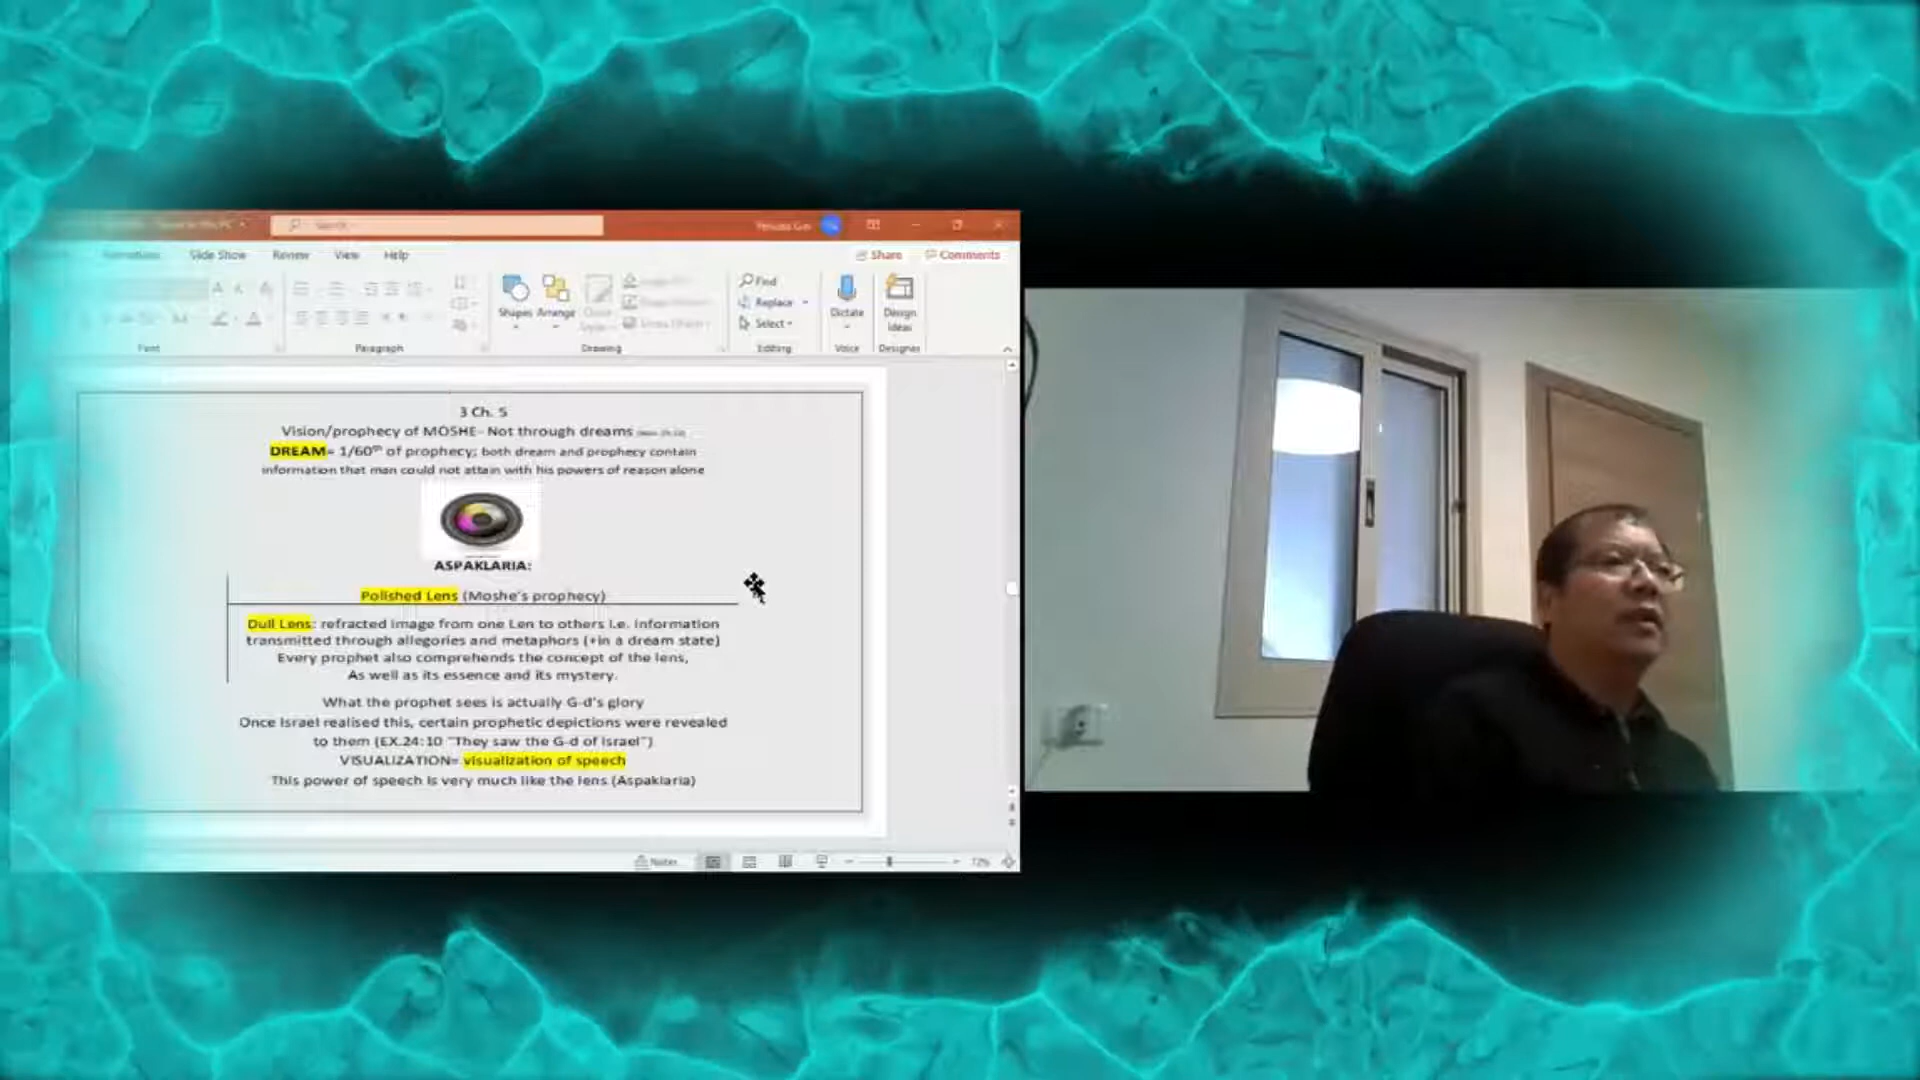 Search
Slide Show Review View Help
Share Comments
Find
Shapes Arrange Replace Dictate Design
Select Ideas
Font Paragraph Drawing Editing Voice Designer
3 Ch. 5
Vision/prophecy of MOSHE- Not through dreams
DREAM= 1/60th of prophecy; both dream and prophecy contain
information that man could not attain with his powers of reason alone
ASPAKLARIA:
Polished Lens (Moshe's prophecy)
Dull Lens: refracted image from one Len to others i.e. information
transmitted through allegories and metaphors (+in a dream state)
Every prophet also comprehends the concept of the lens,
As well as its essence and its mystery.
What the prophet sees is actually G-d's glory
Once Israel realised this, certain prophetic depictions were revealed
to them (EX.24:10 "They saw the G-d of Israel")
VISUALIZATION= visualization of speech
This power of speech is very much like the lens (Aspaklaria)
Notes 72%